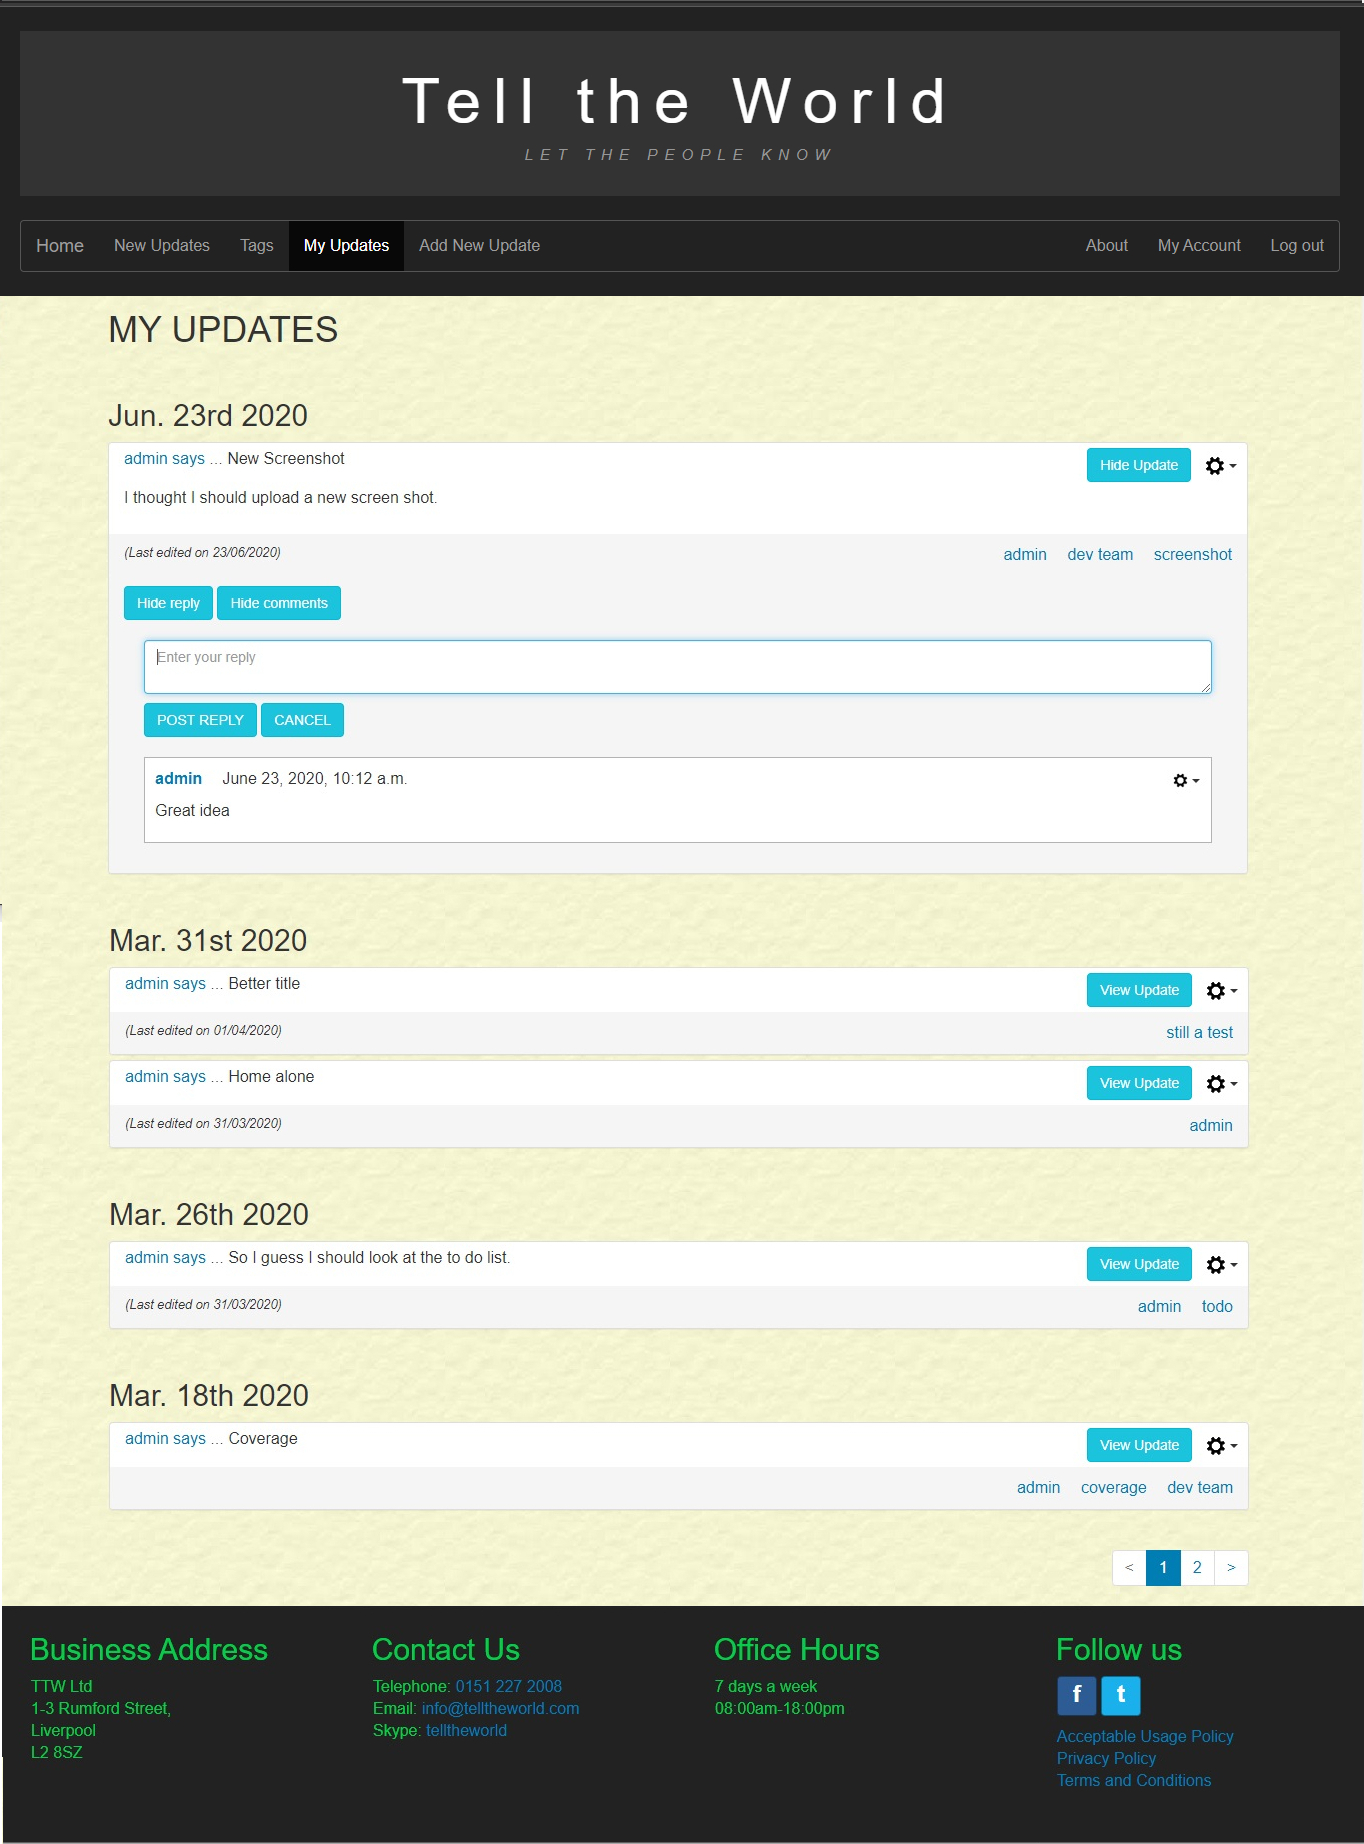 Tell the World
LET THE PEOPLE KNOW
Home New Updates Tags My Updates Add New Update About My Account Log out
MY UPDATES
Jun. 23rd 2020
admin says ... New Screenshot Hide Update
I thought I should upload a new screen shot.
(Last edited on 23/06/2020) admin dev team screenshot
Hide reply Hide comments
Enter your reply
POST REPLY CANCEL
admin June 23, 2020, 10:12 a.m.
Great idea
Mar. 31st 2020
admin says ... Better title View Update
(Last edited on 01/04/2020) still a test
admin says ... Home alone View Update
(Last edited on 31/03/2020) admin
Mar. 26th 2020
admin says ... So I guess I should look at the to do list. View Update
(Last edited on 31/03/2020) admin todo
Mar. 18th 2020
admin says ... Coverage View Update
admin coverage dev team
< 1 2 >
Business Address
TTW Ltd
1-3 Rumford Street,
Liverpool
L2 8SZ
Contact Us
Telephone: 0151 227 2008
Email: info@telltheworld.com
Skype: telltheworld
Office Hours
7 days a week
08:00am-18:00pm
Follow us
f t
Acceptable Usage Policy
Privacy Policy
Terms and Conditions